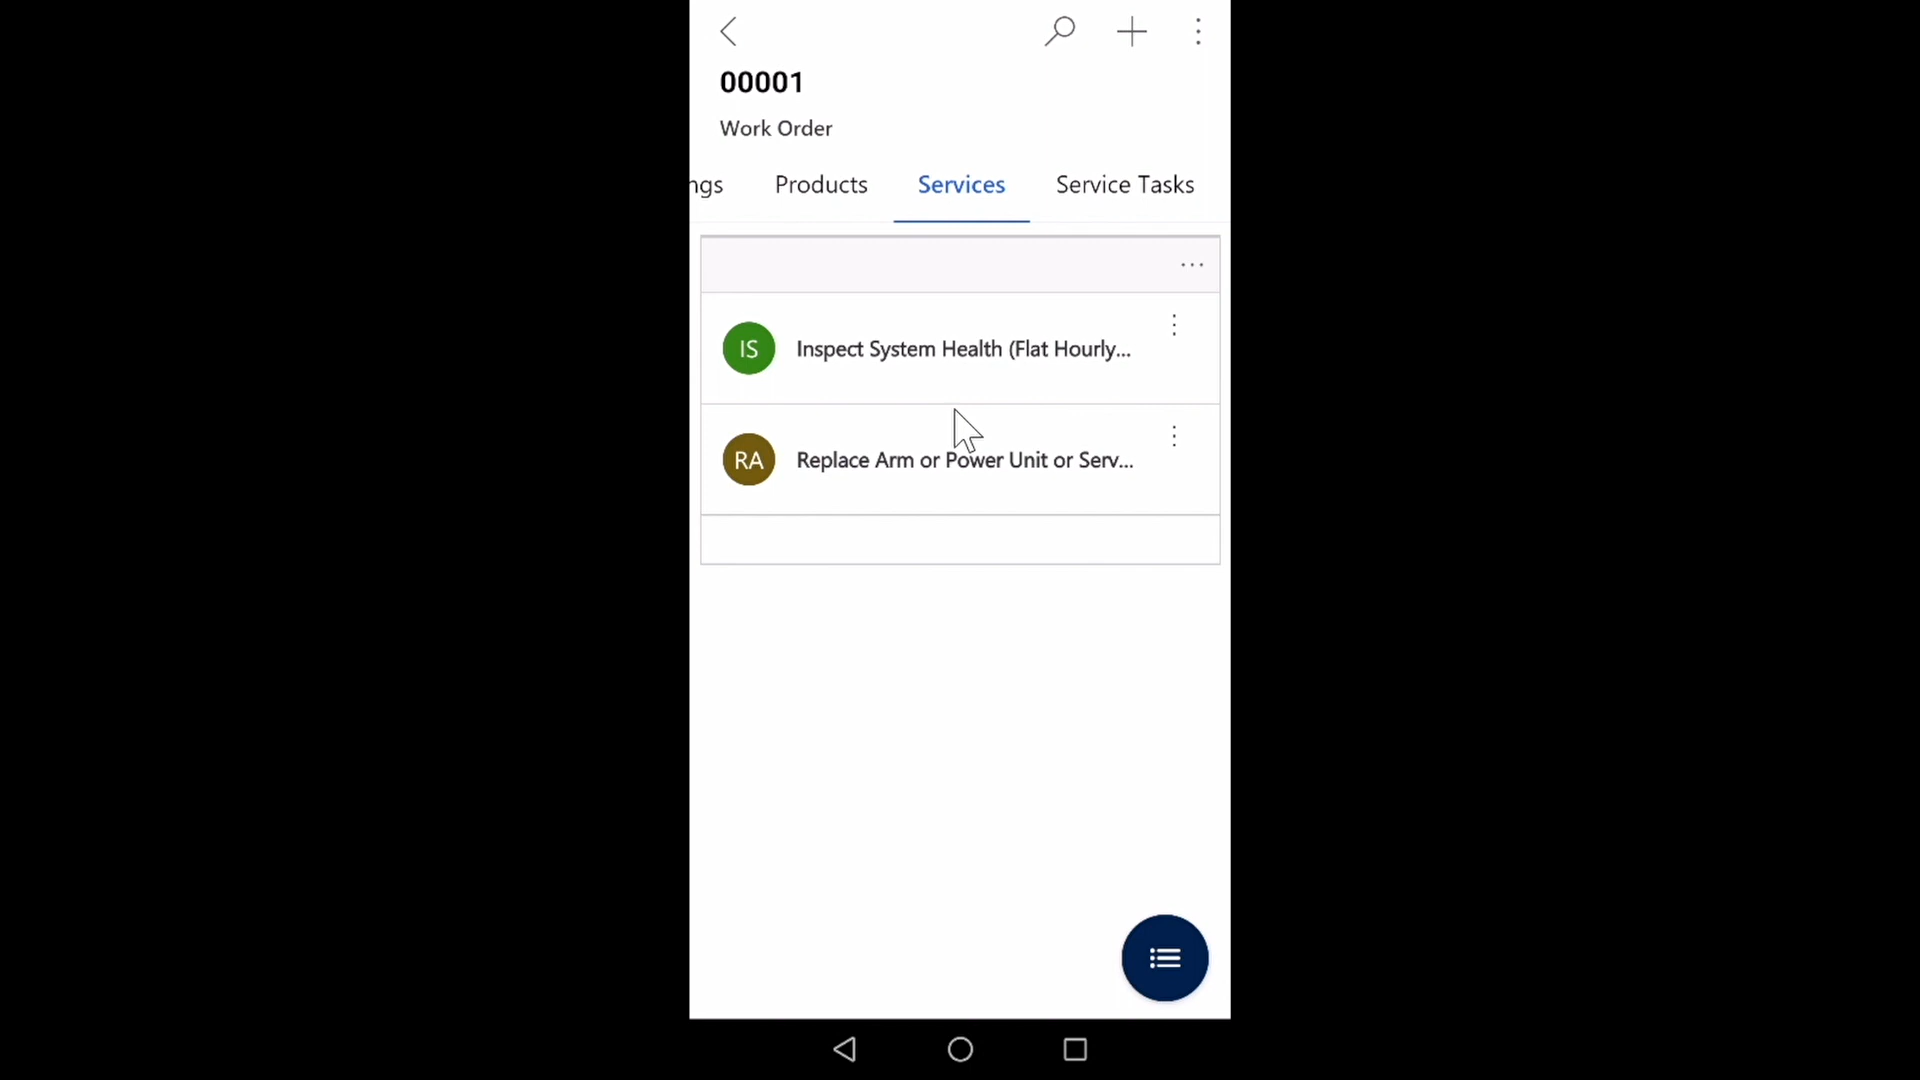 00001
Work Order
ngs Products Services Service Tasks
IS Inspect System Health (Flat Hourly...
RA Replace Arm or Power Unit or Serv...